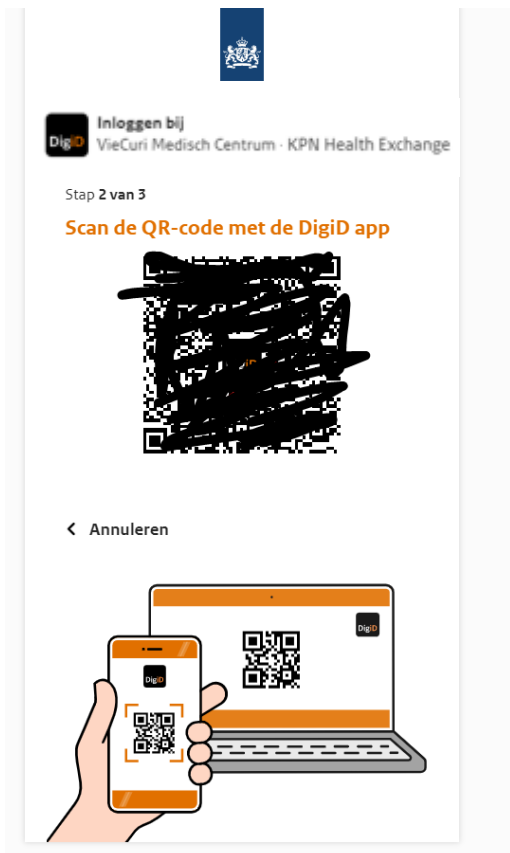 DigiD
Inloggen bij
VieCuri Medisch Centrum · KPN Health Exchange
Stap 2 van 3
Scan de QR-code met de DigiD app
Annuleren
DigiD
DigiD